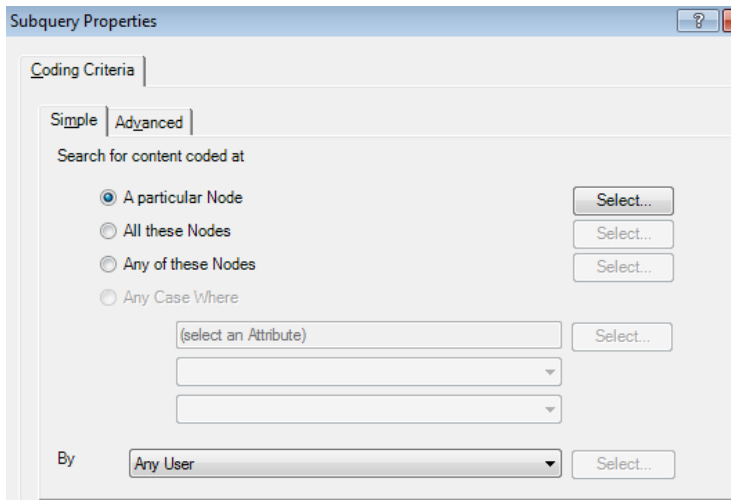 Subquery Properties
?
Coding Criteria
Simple Advanced
Search for content coded at
A particular Node Select...
All these Nodes Select...
Any of these Nodes Select...
Any Case Where
(select an Attribute) Select...
By Any User Select...